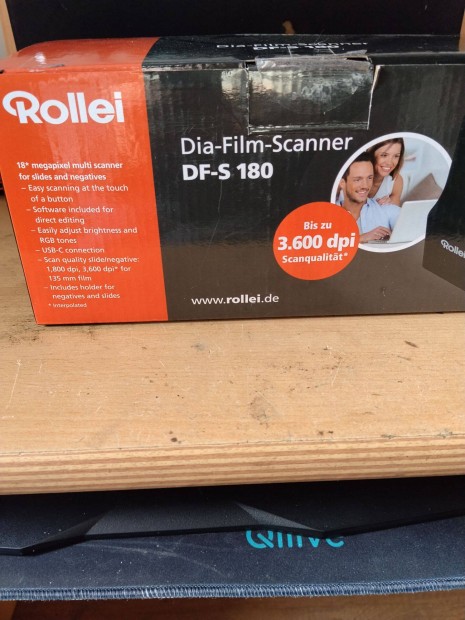 Dia-Film-Scanner
Rollei
18* megapixel multi scanner
for slides and negatives
– Easy scanning at the touch
of a button
– Software included for
direct editing
– Easily adjust brightness and
RGB tones
– USB-C connection
– Scan quality slide/negative:
1,800 dpi, 3,600 dpi* for
135 mm film
– Includes holder for
negatives and slides
* interpolated
Dia-Film-Scanner
DF-S 180
Bis zu
3.600 dpi
Scanqualität*
www.rollei.de
Rollei
Qilive